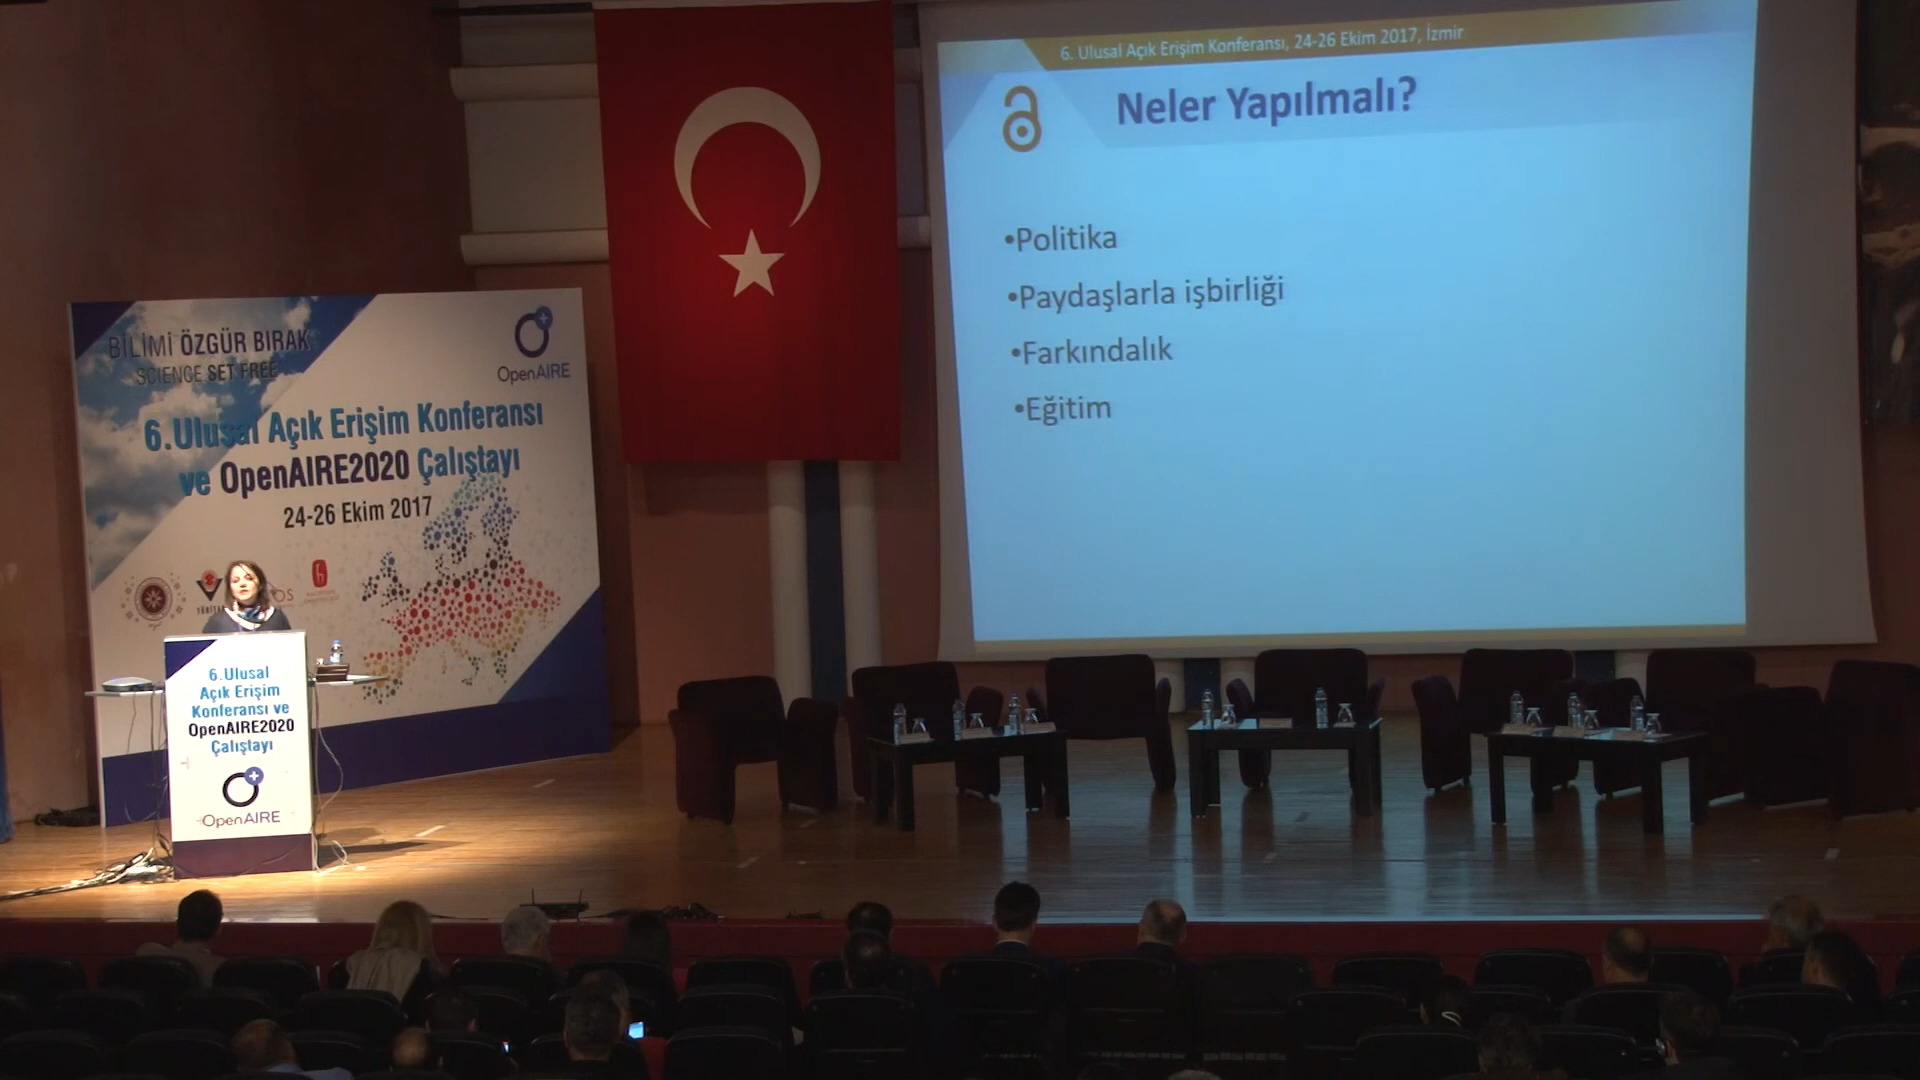 6. Ulusal Açık Erişim Konferansı, 24-26 Ekim 2017, İzmir
Neler Yapılmalı?
•Politika
•Paydaşlarla işbirliği
•Farkındalık
•Eğitim
BİLİMİ ÖZGÜR BIRAK
SCIENCE SET FREE
OpenAIRE
6.Ulusal Açık Erişim Konferansı
ve OpenAIRE2020 Çalıştayı
24-26 Ekim 2017
6.Ulusal
Açık Erişim
Konferansı ve
OpenAIRE2020
Çalıştayı
OpenAIRE